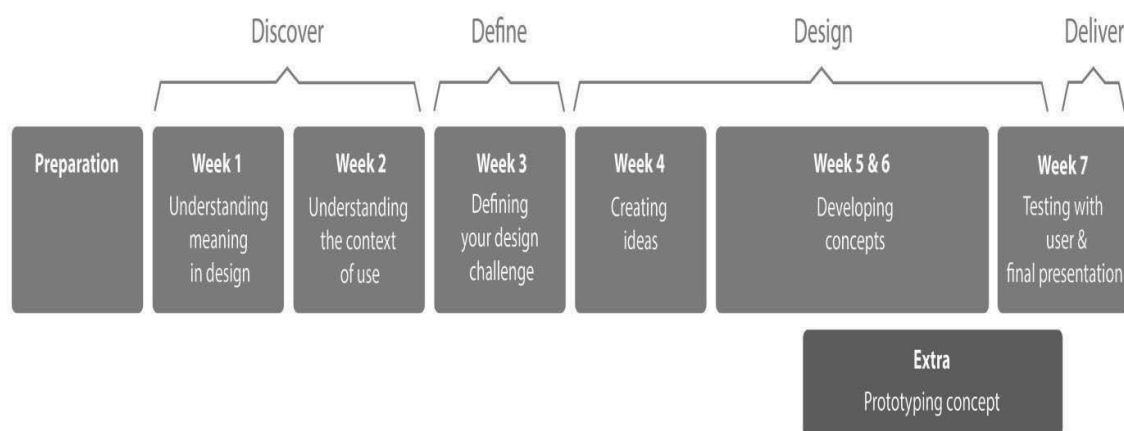 Discover
Define
Design
Deliver
Preparation
Week 1
Understanding
meaning
in design
Week 2
Understanding
the context
of use
Week 3
Defining
your design
challenge
Week 4
Creating
ideas
Week 5 & 6
Developing
concepts
Week 7
Testing with
user &
final presentation
Extra
Prototyping concept